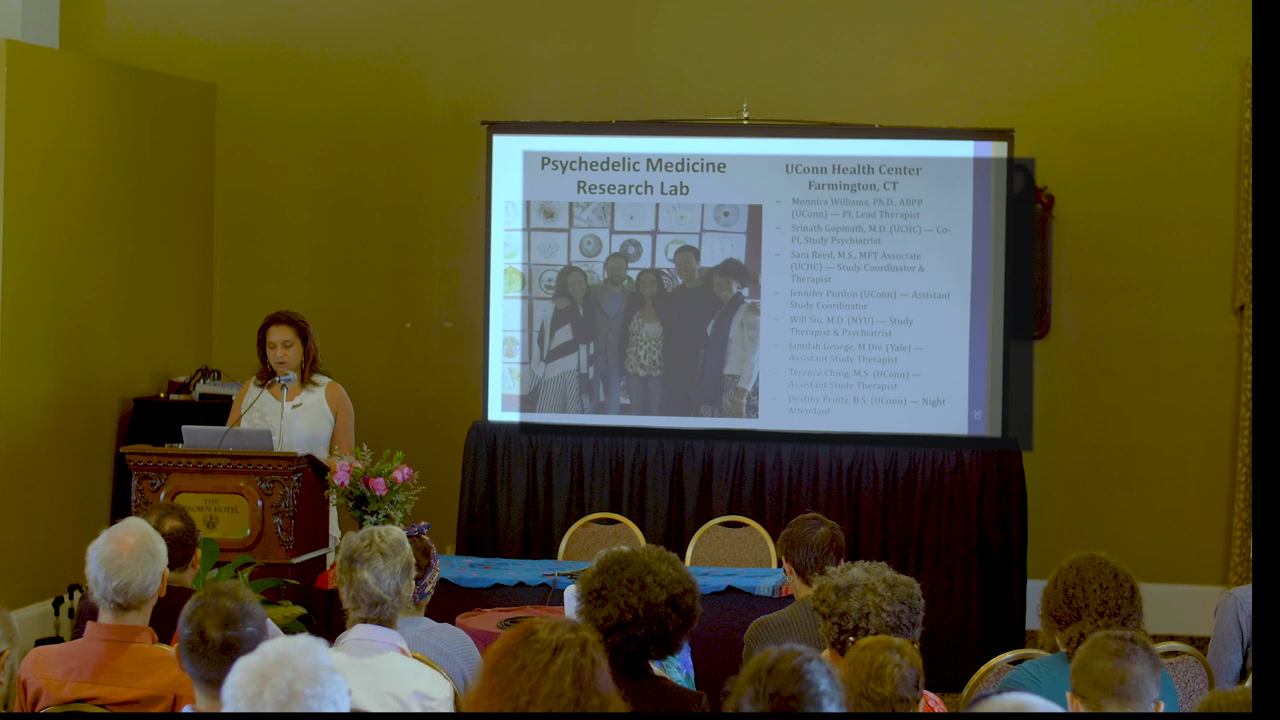 Psychedelic Medicine
Research Lab
UConn Health Center
Farmington, CT
– Monnica Williams, Ph.D., ABPP
(UConn) — PI, Lead Therapist
– Srinath Gopinath, M.D. (UCHC) — Co-
PI, Study Psychiatrist
– Sara Reed, M.S., MFT Associate
(UCHC) — Study Coordinator &
Therapist
– Jennifer Purdon (UConn) — Assistant
Study Coordinator
– Will Siu, M.D. (NYU) — Study
Therapist & Psychiatrist
– Jamilah George, M.Div. (Yale) —
Assistant Study Therapist
– Terence Ching, M.S. (UConn) —
Assistant Study Therapist
– Destiny Printz, B.S. (UConn) — Night
Attendant
THE
BROWN HOTEL